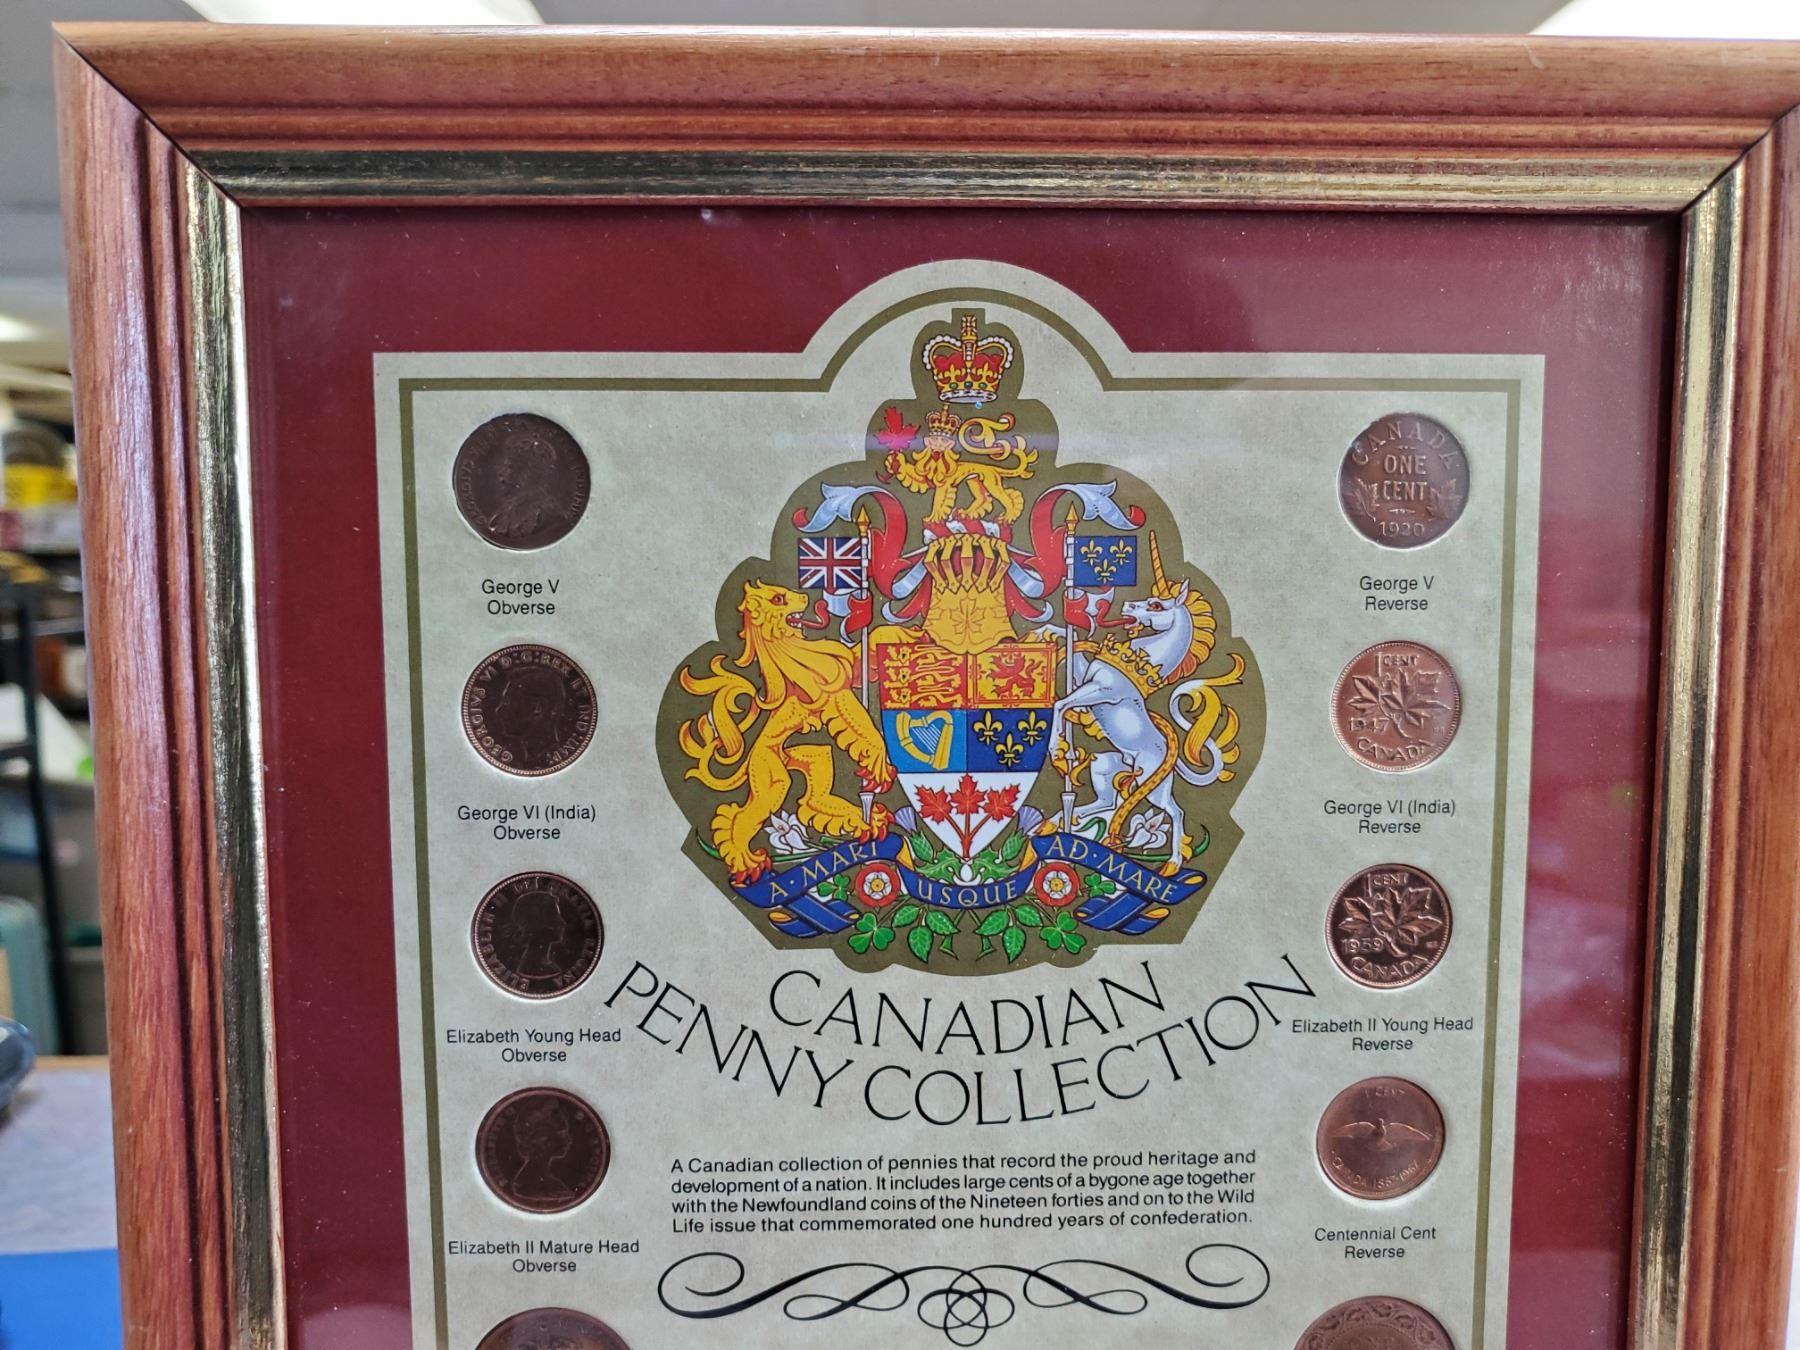 George V
Obverse
George VI (India)
Obverse
Elizabeth Young Head
Obverse
Elizabeth II Mature Head
Obverse
GEORGIVS VI D:G:REX ET IND:IMP:
ELIZABETH II DEI GRATIA REGINA
A·MARI
USQUE
AD·MARE
CANADIAN
PENNY COLLECTION
A Canadian collection of pennies that record the proud heritage and
development of a nation. It includes large cents of a bygone age together
with the Newfoundland coins of the Nineteen forties and on to the Wild
Life issue that commemorated one hundred years of confederation.
CANADA
ONE
CENT
1920
George V
Reverse
1 CENT
1947
CANADA
George VI (India)
Reverse
1 CENT
1959
CANADA
Elizabeth II Young Head
Reverse
1 CENT
CANADA 1867-1967
Centennial Cent
Reverse